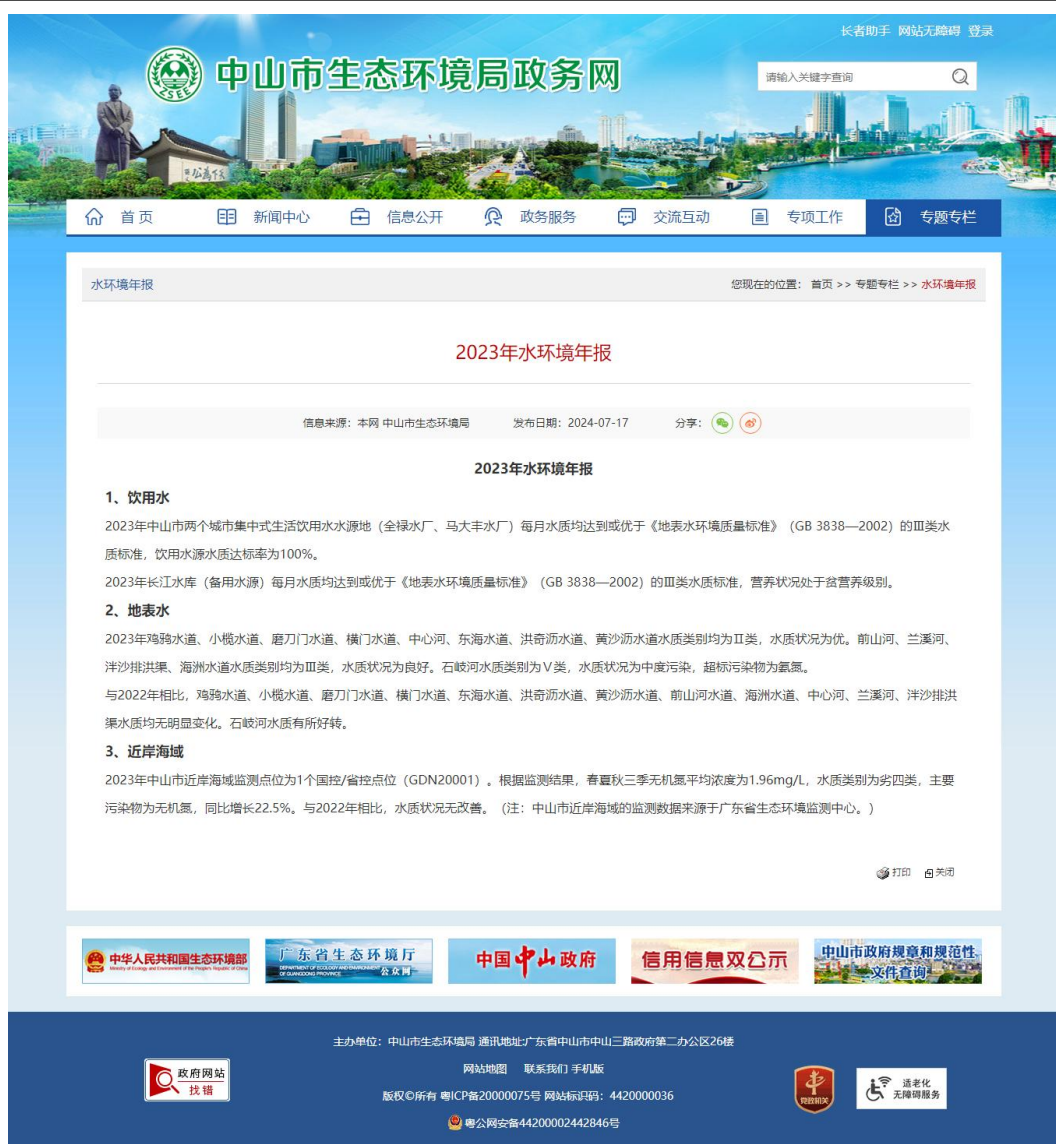 长者助手 网站无障碍 登录
中山市生态环境局政务网
ZSEE
请输入关键字查询
首页 新闻中心 信息公开 政务服务 交流互动 专项工作 专题专栏
水环境年报
您现在的位置： 首页 >> 专题专栏 >> 水环境年报
2023年水环境年报
信息来源：本网 中山市生态环境局 发布日期：2024-07-17 分享：
2023年水环境年报
1、饮用水
2023年中山市两个城市集中式生活饮用水水源地（全禄水厂、马大丰水厂）每月水质均达到或优于《地表水环境质量标准》（GB 3838—2002）的Ⅲ类水
质标准，饮用水源水质达标率为100%。
2023年长江水库（备用水源）每月水质均达到或优于《地表水环境质量标准》（GB 3838—2002）的Ⅲ类水质标准，营养状况处于贫营养级别。
2、地表水
2023年鸡鸦水道、小榄水道、磨刀门水道、横门水道、中心河、东海水道、洪奇沥水道、黄沙沥水道水质类别均为Ⅱ类，水质状况为优。前山河、兰溪河、
泮沙排洪渠、海洲水道水质类别均为Ⅲ类，水质状况为良好。石岐河水质类别为Ⅴ类，水质状况为中度污染，超标污染物为氨氮。
与2022年相比，鸡鸦水道、小榄水道、磨刀门水道、横门水道、东海水道、洪奇沥水道、黄沙沥水道、前山河水道、海洲水道、中心河、兰溪河、泮沙排洪
渠水质均无明显变化。石岐河水质有所好转。
3、近岸海域
2023年中山市近岸海域监测点位为1个国控/省控点位（GDN20001）。根据监测结果，春夏秋三季无机氮平均浓度为1.96mg/L，水质类别为劣四类，主要
污染物为无机氮，同比增长22.5%。与2022年相比，水质状况无改善。（注：中山市近岸海域的监测数据来源于广东省生态环境监测中心。）
打印 关闭
中华人民共和国生态环境部
Ministry of Ecology and Environment of the People's Republic of China
广东省生态环境厅
DEPARTMENT OF ECOLOGY AND ENVIRONMENT
OF GUANGDONG PROVINCE
公众网
中国中山政府
信用信息双公示
中山市政府规章和规范性
文件查询
主办单位：中山市生态环境局 通讯地址:广东省中山市中山三路政府第二办公区26楼
政府网站
找错
网站地图 联系我们 手机版
版权©所有 粤ICP备20000075号 网站标识码：4420000036
粤公网安备44200002442846号
党政机关
适老化
无障碍服务